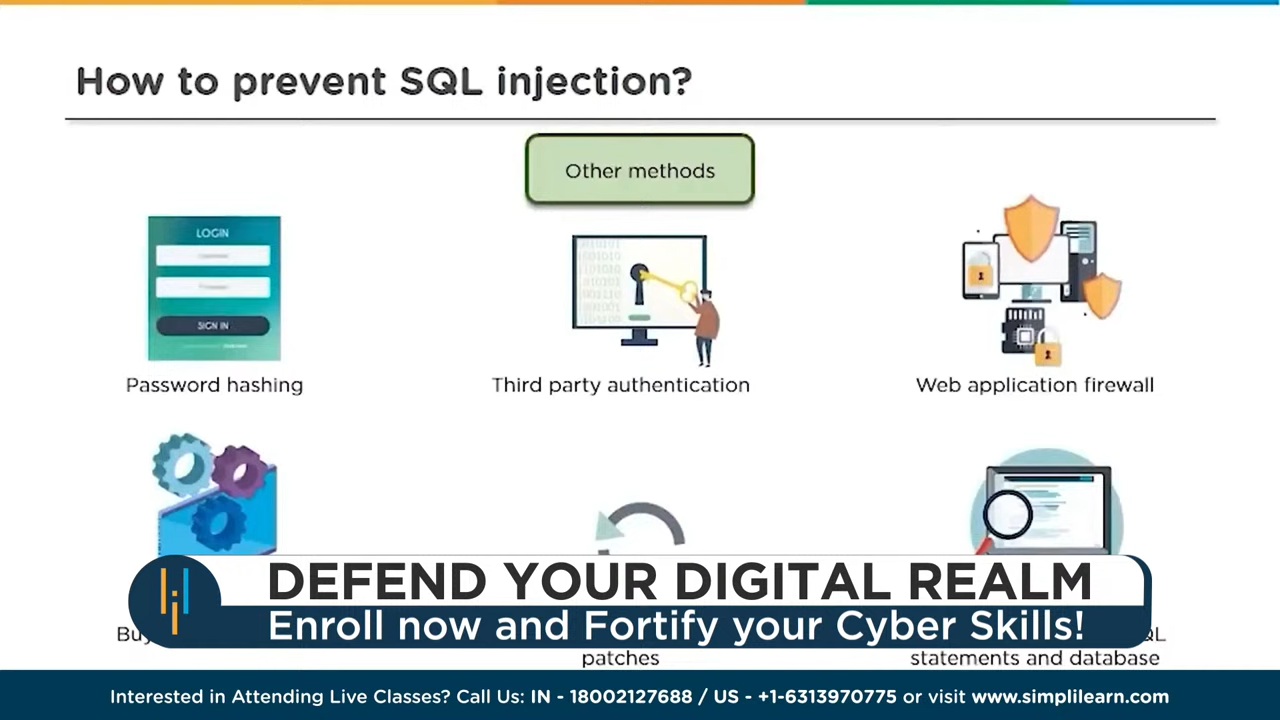 How to prevent SQL injection?
Other methods
LOGIN
SIGN IN
Password hashing
Third party authentication
Web application firewall
DEFEND YOUR DIGITAL REALM
Enroll now and Fortify your Cyber Skills!
patches
statements and database
Interested in Attending Live Classes? Call Us: IN - 18002127688 / US - +1-6313970775 or visit www.simplilearn.com